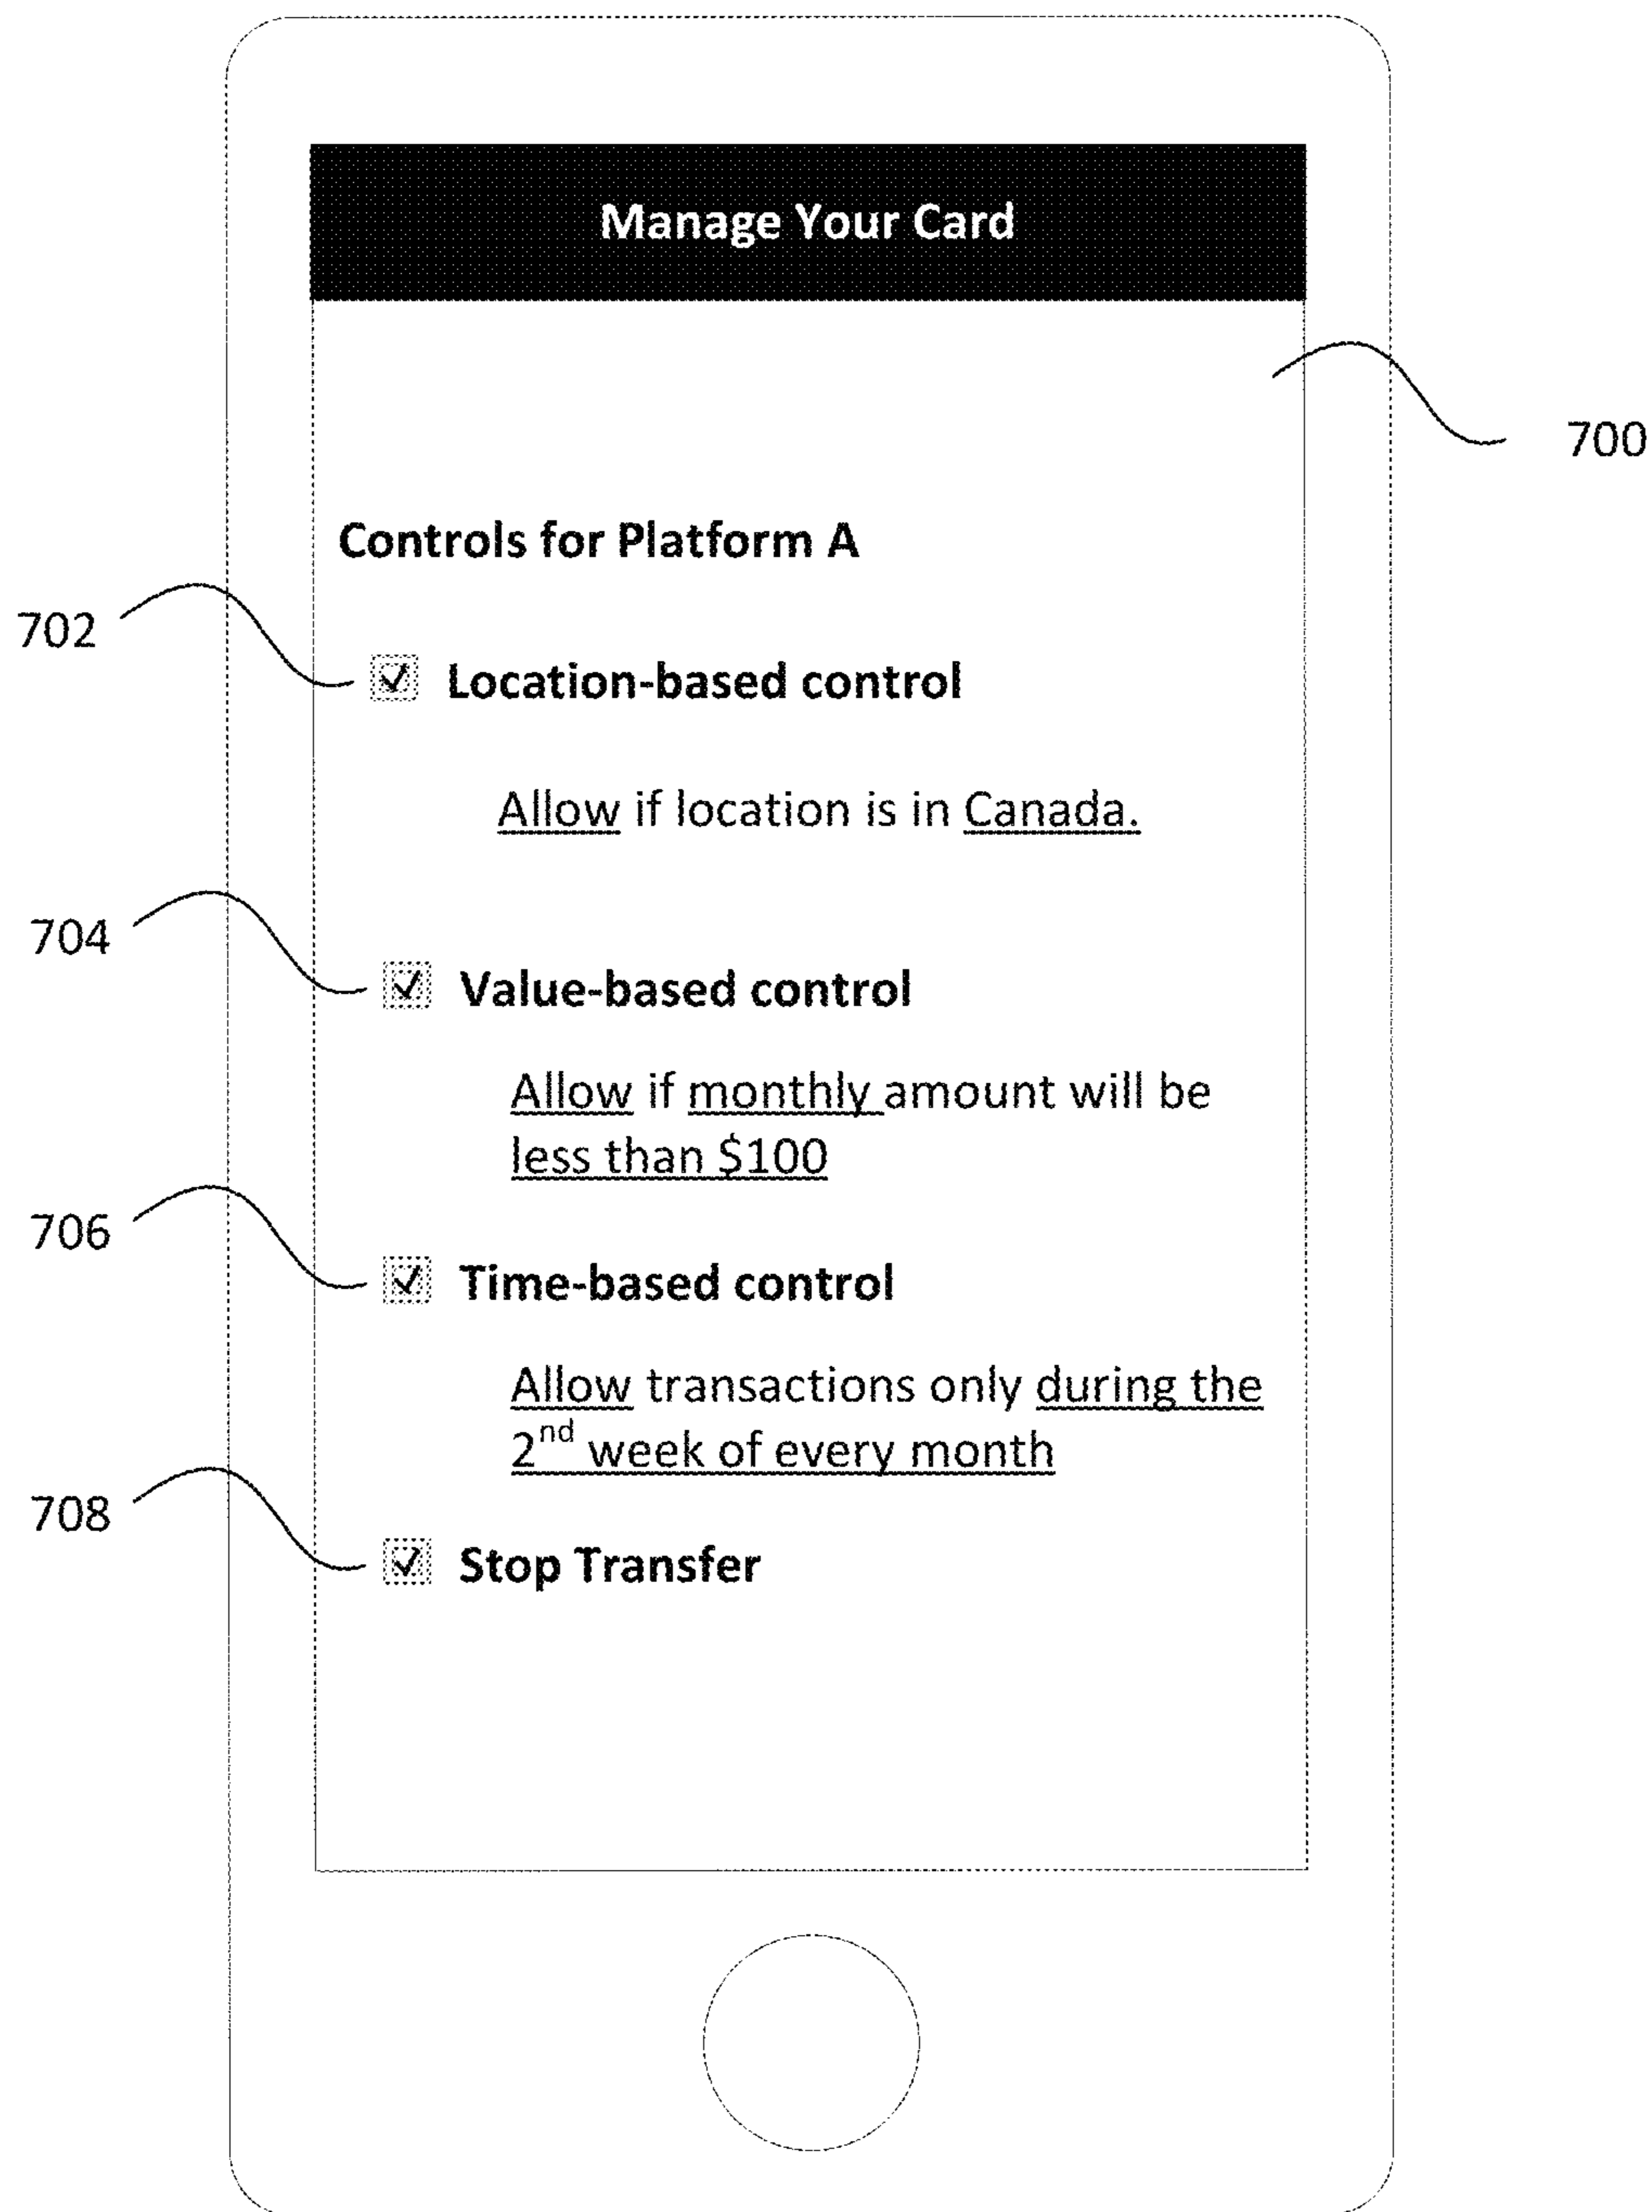 Manage Your Card
700
Controls for Platform A
702
Location-based control
Allow if location is in Canada.
704
Value-based control
Allow if monthly amount will be
less than $100
706
Time-based control
Allow transactions only during the
2nd week of every month
708
Stop Transfer